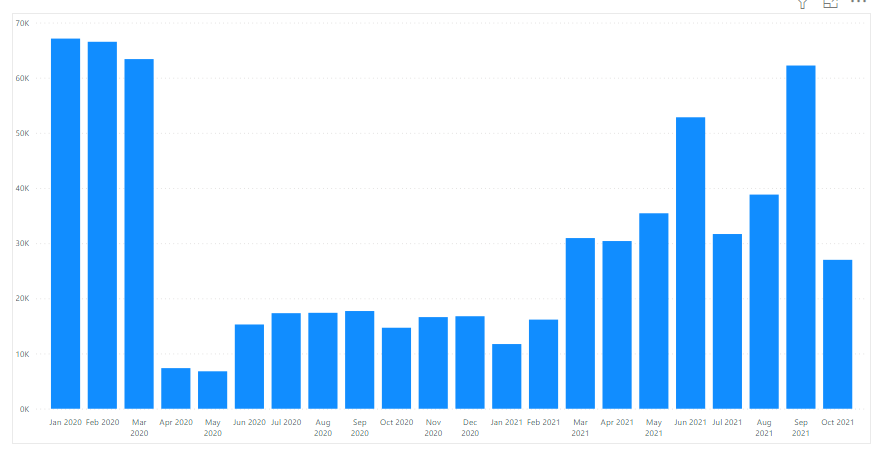 70K
60K
50K
40K
30K
20K
10K
0K
Jan 2020 Feb 2020 Mar 2020 Apr 2020 May 2020 Jun 2020 Jul 2020 Aug 2020 Sep 2020 Oct 2020 Nov 2020 Dec 2020 Jan 2021 Feb 2021 Mar 2021 Apr 2021 May 2021 Jun 2021 Jul 2021 Aug 2021 Sep 2021 Oct 2021